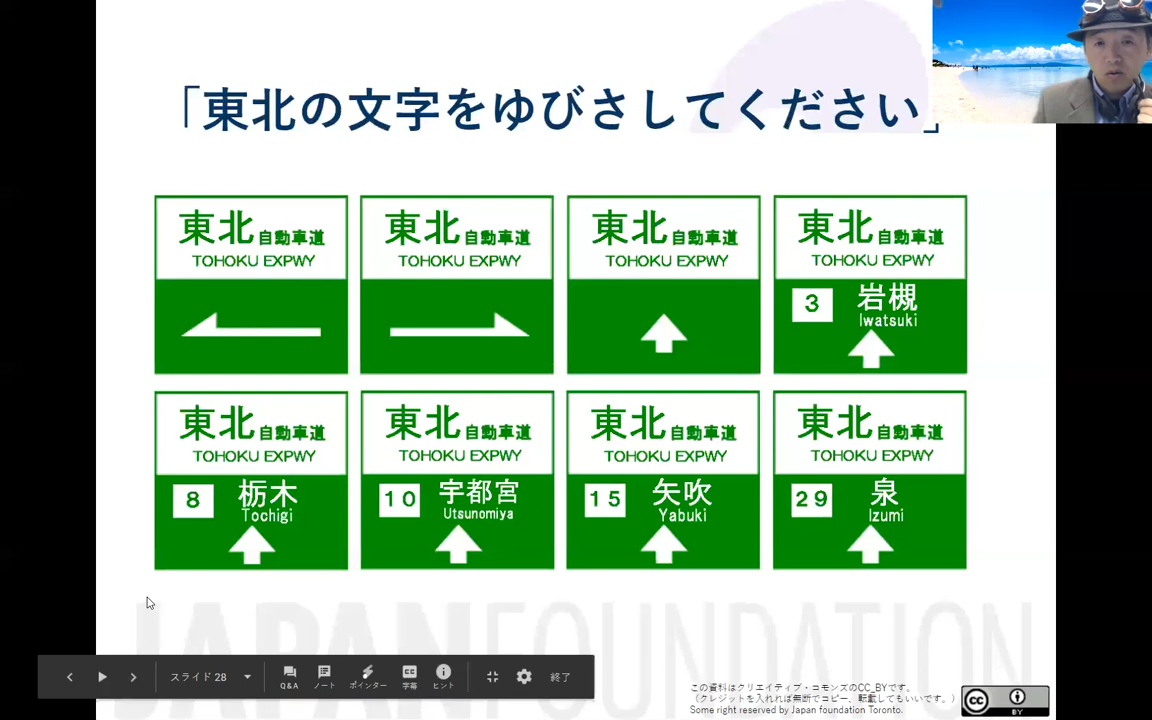 「東北の文字をゆびさしてください」
東北自動車道
TOHOKU EXPWY
東北自動車道
TOHOKU EXPWY
東北自動車道
TOHOKU EXPWY
東北自動車道
TOHOKU EXPWY
3 岩槻
Iwatsuki
東北自動車道
TOHOKU EXPWY
8 栃木
Tochigi
東北自動車道
TOHOKU EXPWY
10 宇都宮
Utsunomiya
東北自動車道
TOHOKU EXPWY
15 矢吹
Yabuki
東北自動車道
TOHOKU EXPWY
29 泉
Izumi
JAPAN FOUNDATION
スライド 28
Q&A ノート ポインター 字幕 ヒント 終了
この資料はクリエイティブ・コモンズのCC_BYです。
(クレジットを入れれば無断でコピー、転載してもいいです。)
Some right reserved by Japan foundation Toronto.
cc BY